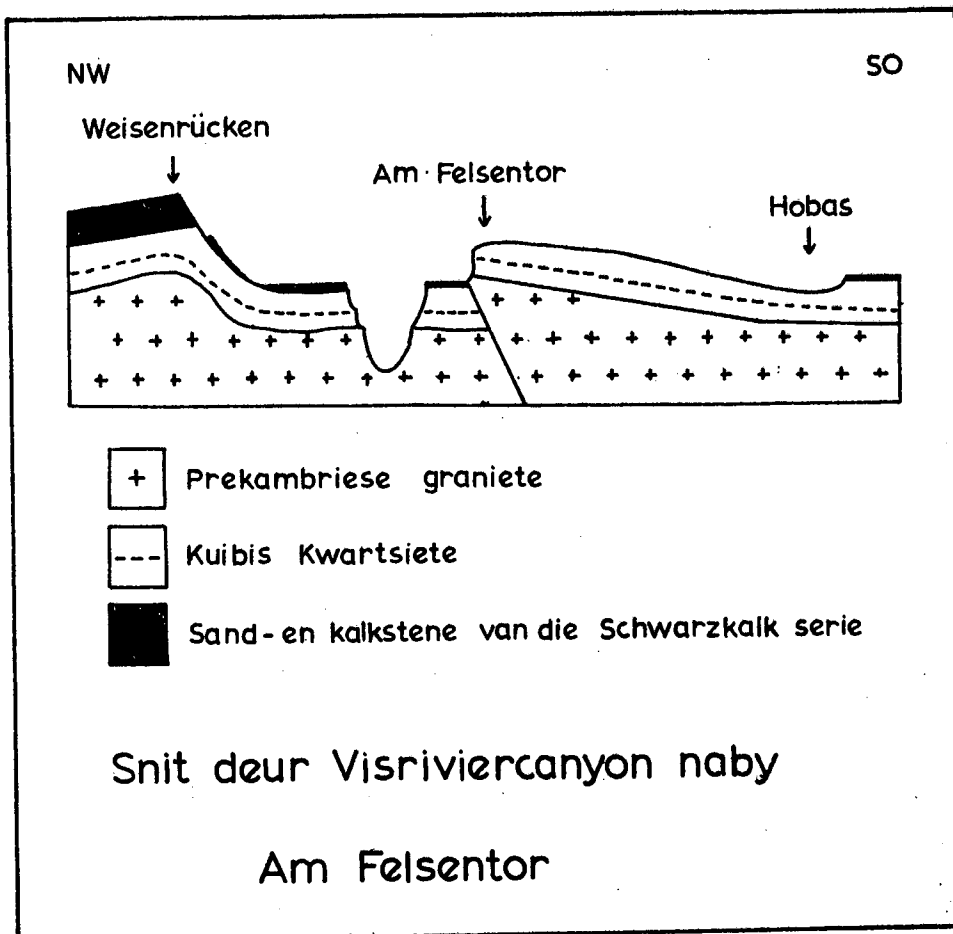 NW
SO
Weisenrücken
Am Felsentor
Hobas
Prekambriese graniete
Kuibis Kwartsiete
Sand- en kalkstene van die Schwarzkalk serie
Snit deur Visriviercanyon naby
Am Felsentor